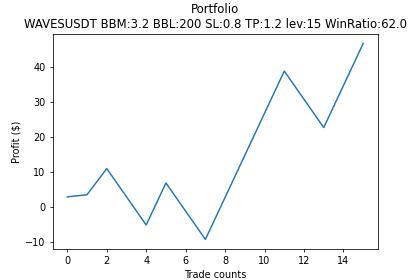 Portfolio
WAVESUSDT BBM:3.2 BBL:200 SL:0.8 TP:1.2 lev:15 WinRatio:62.0
Profit ($)
40
30
20
10
0
−10
0 2 4 6 8 10 12 14
Trade counts